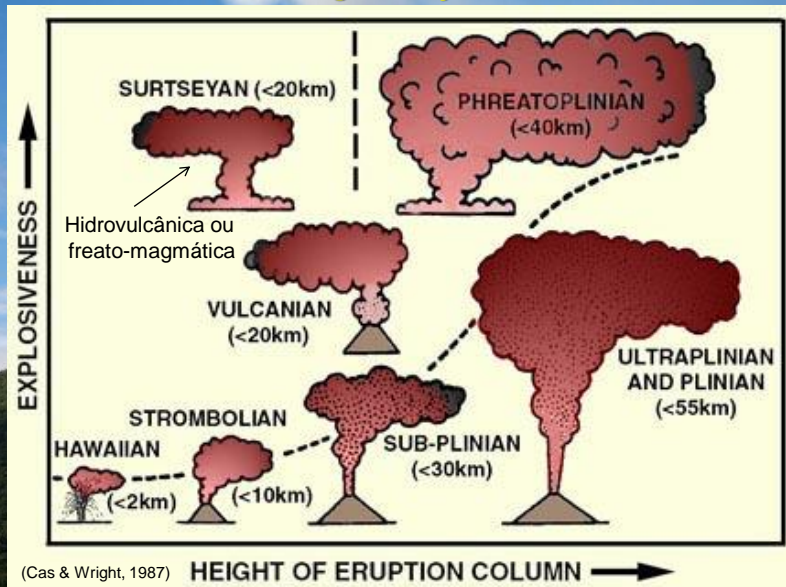 SURTSEYAN (<20km)
PHREATOPLINIAN
(<40km)
Hidrovulcânica ou
freato-magmática
EXPLOSIVENESS
VULCANIAN
(<20km)
ULTRAPLINIAN
AND PLINIAN
(<55km)
STROMBOLIAN
SUB-PLINIAN
(<30km)
HAWAIIAN
(<2km)
(<10km)
(Cas & Wright, 1987)
HEIGHT OF ERUPTION COLUMN